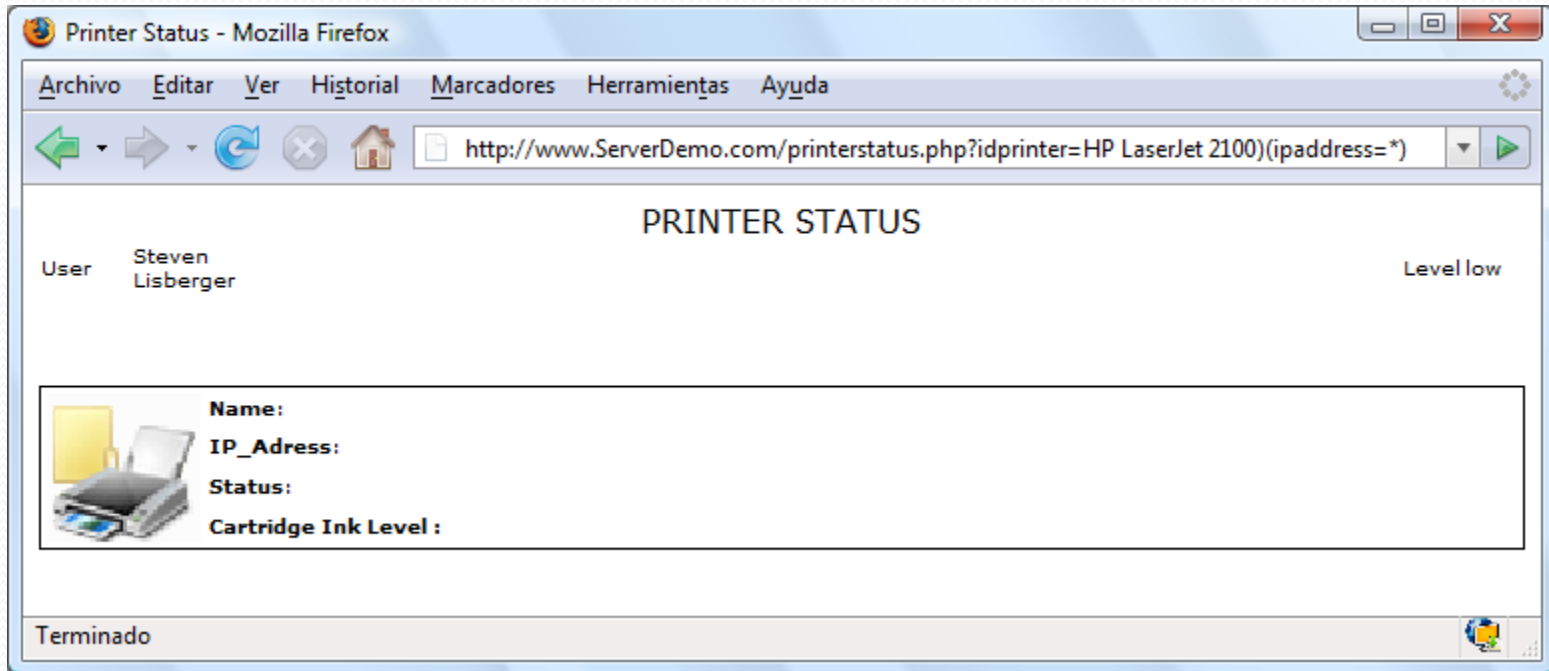 Printer Status - Mozilla Firefox
Archivo Editar Ver Historial Marcadores Herramientas Ayuda
http://www.ServerDemo.com/printerstatus.php?idprinter=HP LaserJet 2100)(ipaddress=*)
PRINTER STATUS
User Steven Lisberger Level low
Name:
IP_Adress:
Status:
Cartridge Ink Level :
Terminado